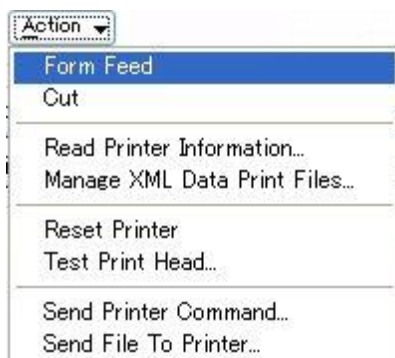 Action
Form Feed
Cut
Read Printer Information...
Manage XML Data Print Files...
Reset Printer
Test Print Head...
Send Printer Command...
Send File To Printer...